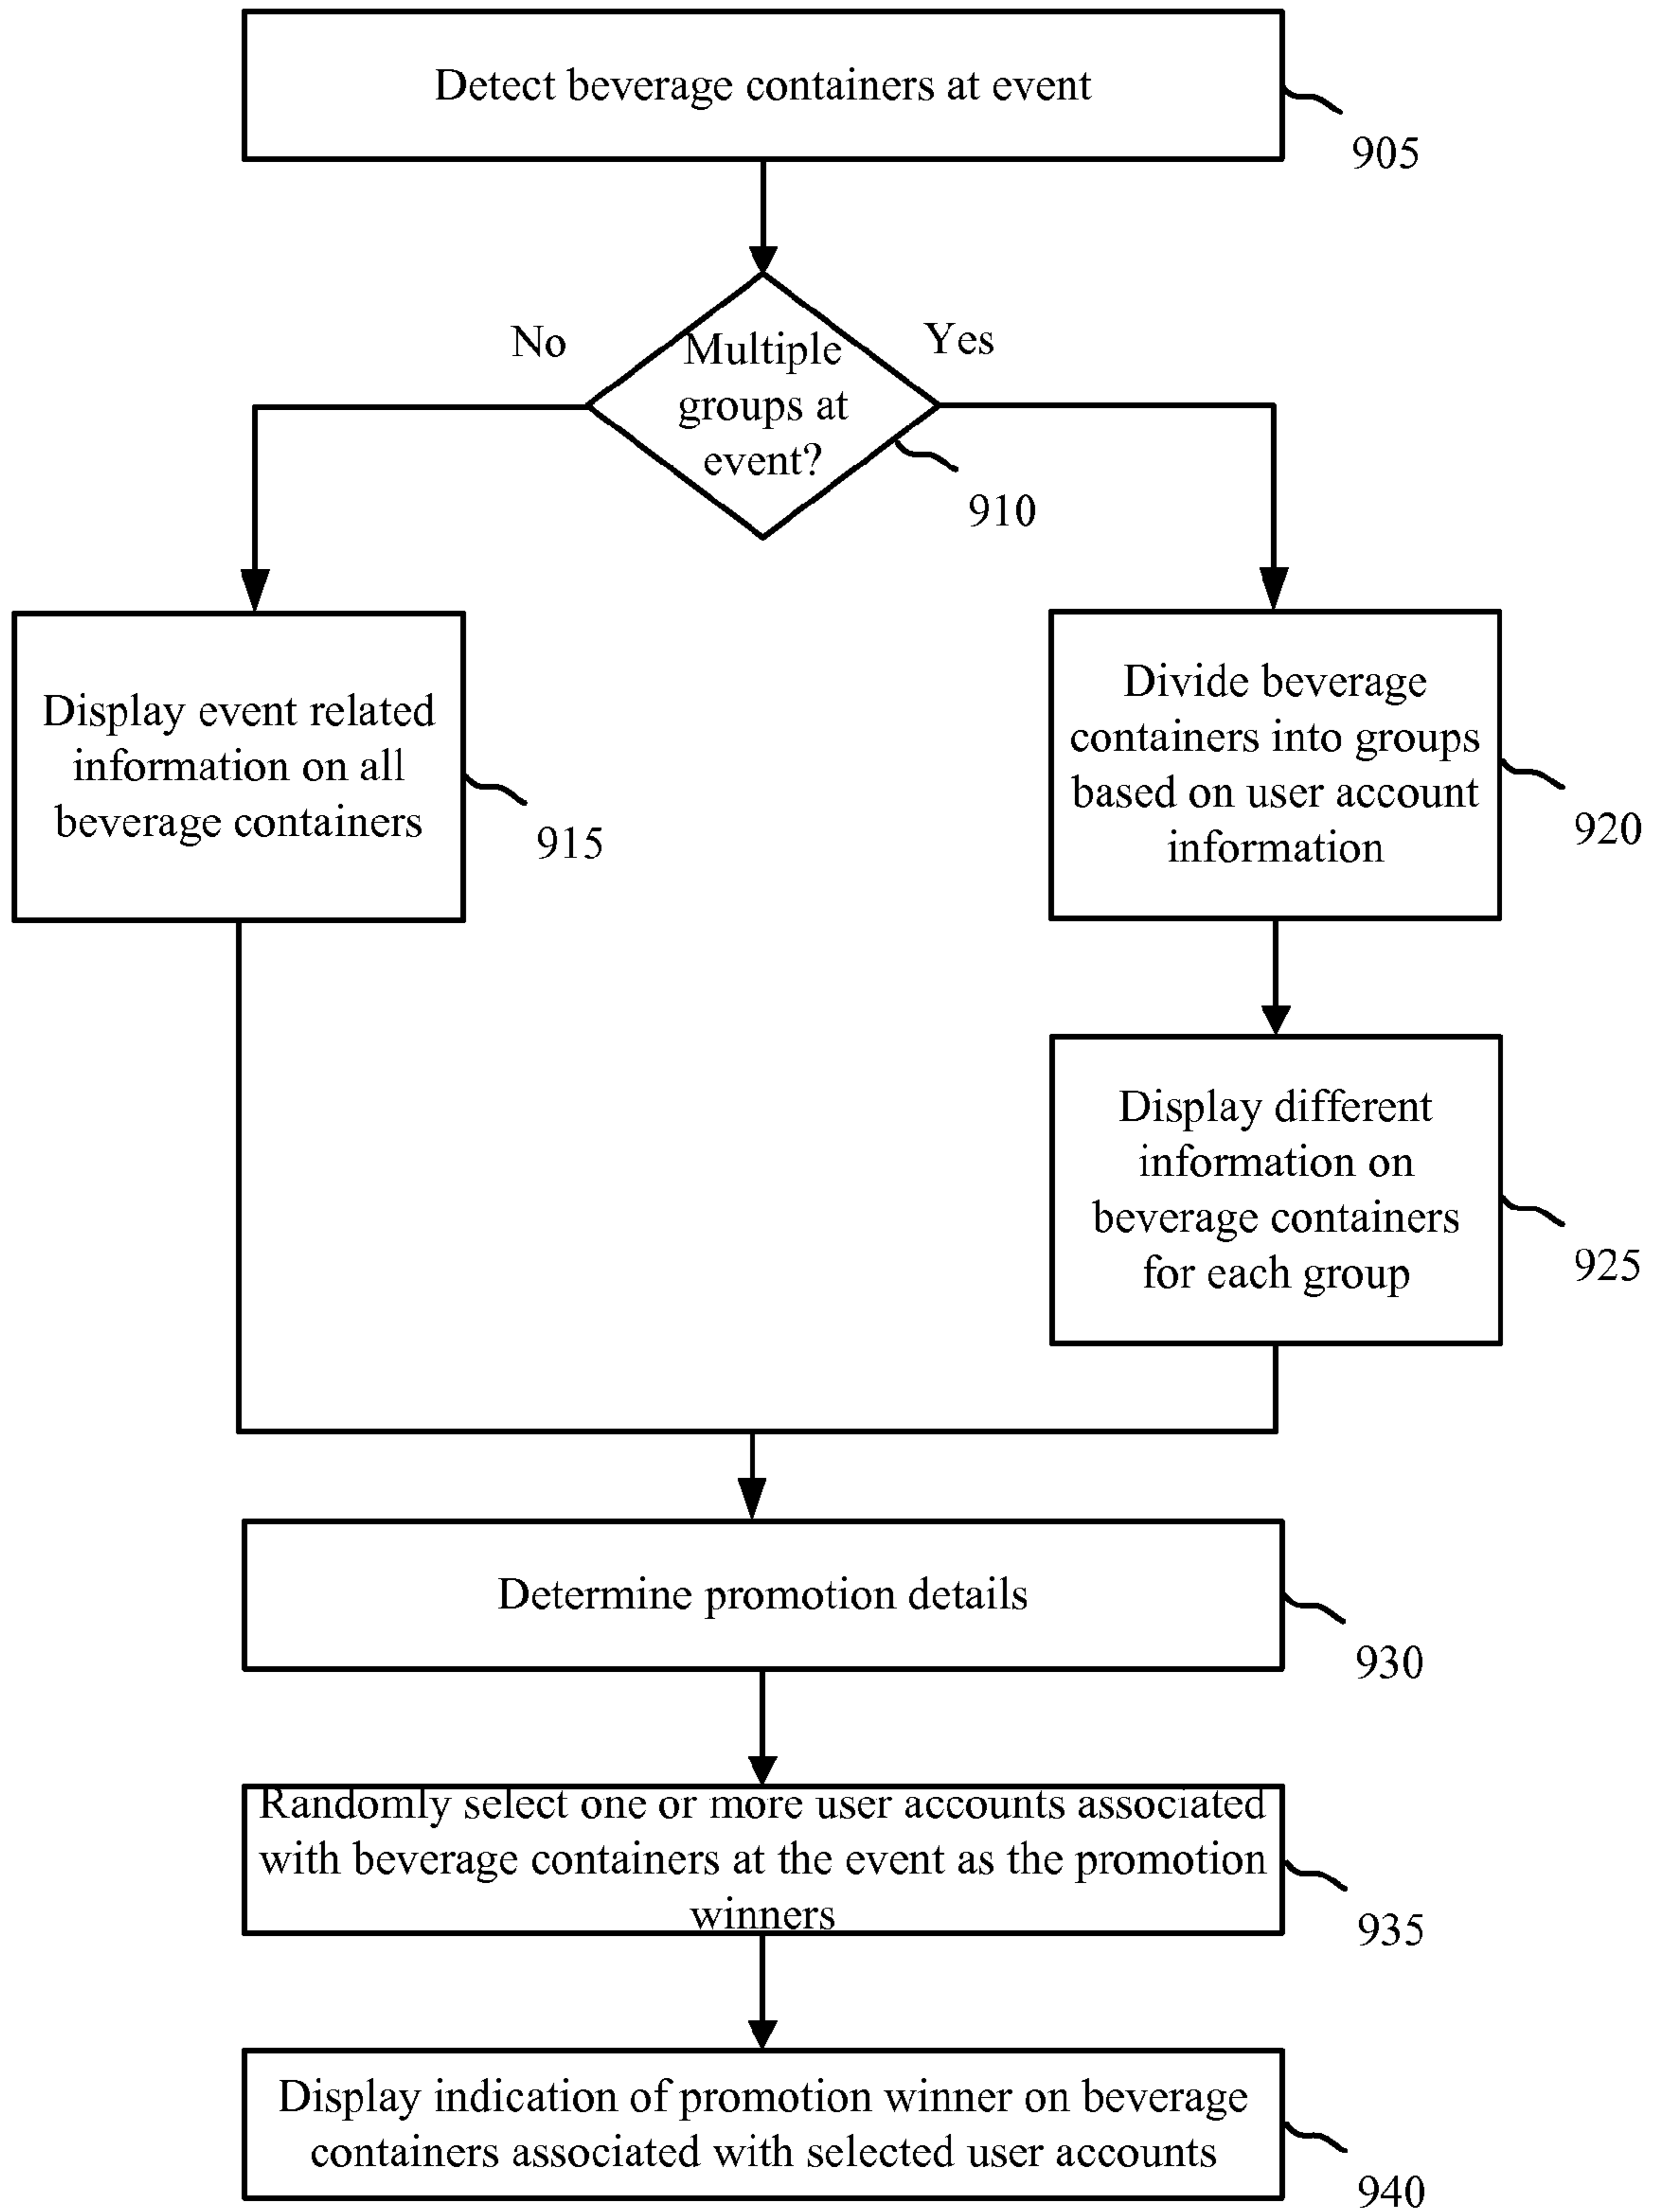 Detect beverage containers at event
905
No
Yes
Multiple
groups at
event?
910
Display event related
information on all
beverage containers
915
Divide beverage
containers into groups
based on user account
information
920
Display different
information on
beverage containers
for each group
925
Determine promotion details
930
Randomly select one or more user accounts associated
with beverage containers at the event as the promotion
winners
935
Display indication of promotion winner on beverage
containers associated with selected user accounts
940